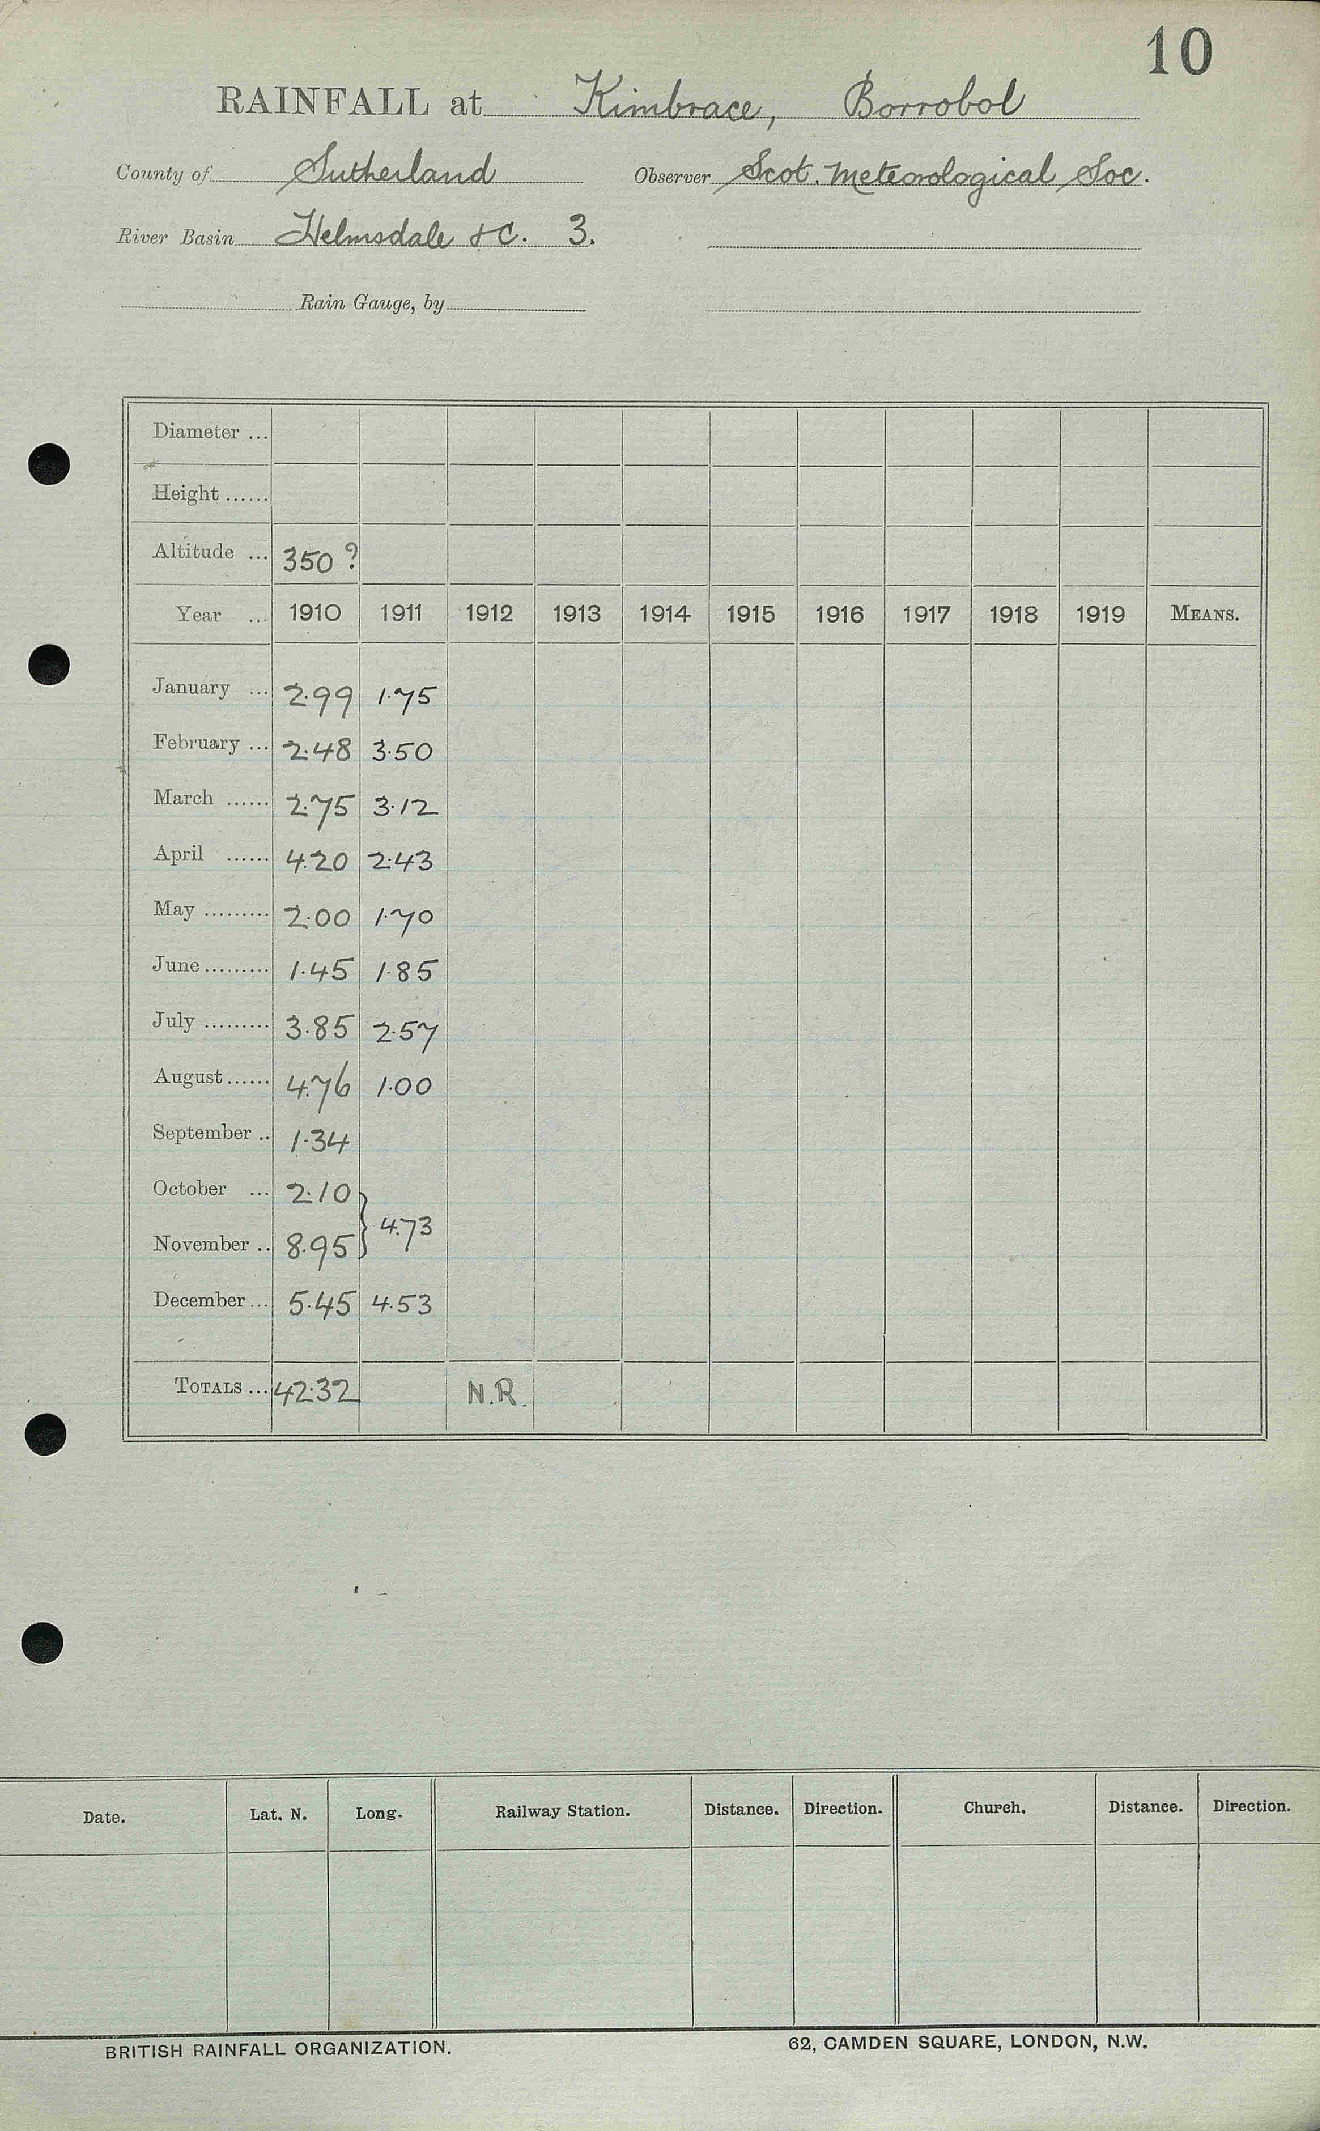 10
RAINFALL at Kimbrace, Borrobol
County of Sutherland Observer Scot. Meteorological Soc.
River Basin Helmsdale &C. 3.
Rain Gauge, by
Diameter ...
Height ......
Altitude ... 350 ?
Year ... 1910 1911 1912 1913 1914 1915 1916 1917 1918 1919 MEANS.
January ... 2.99 1.75
February ... 2.48 3.50
March ...... 2.75 3.12
April ...... 4.20 2.43
May ......... 2.00 1.70
June ......... 1.45 1.85
July ......... 3.85 2.57
August ...... 4.76 1.00
September .. 1.34
October ... 2.10
} 4.73
November .. 8.95
December ... 5.45 4.53
TOTALS ... 42.32 N.R.
Date. Lat. N. Long. Railway Station. Distance. Direction. Church. Distance. Direction.
BRITISH RAINFALL ORGANIZATION. 62, CAMDEN SQUARE, LONDON, N.W.